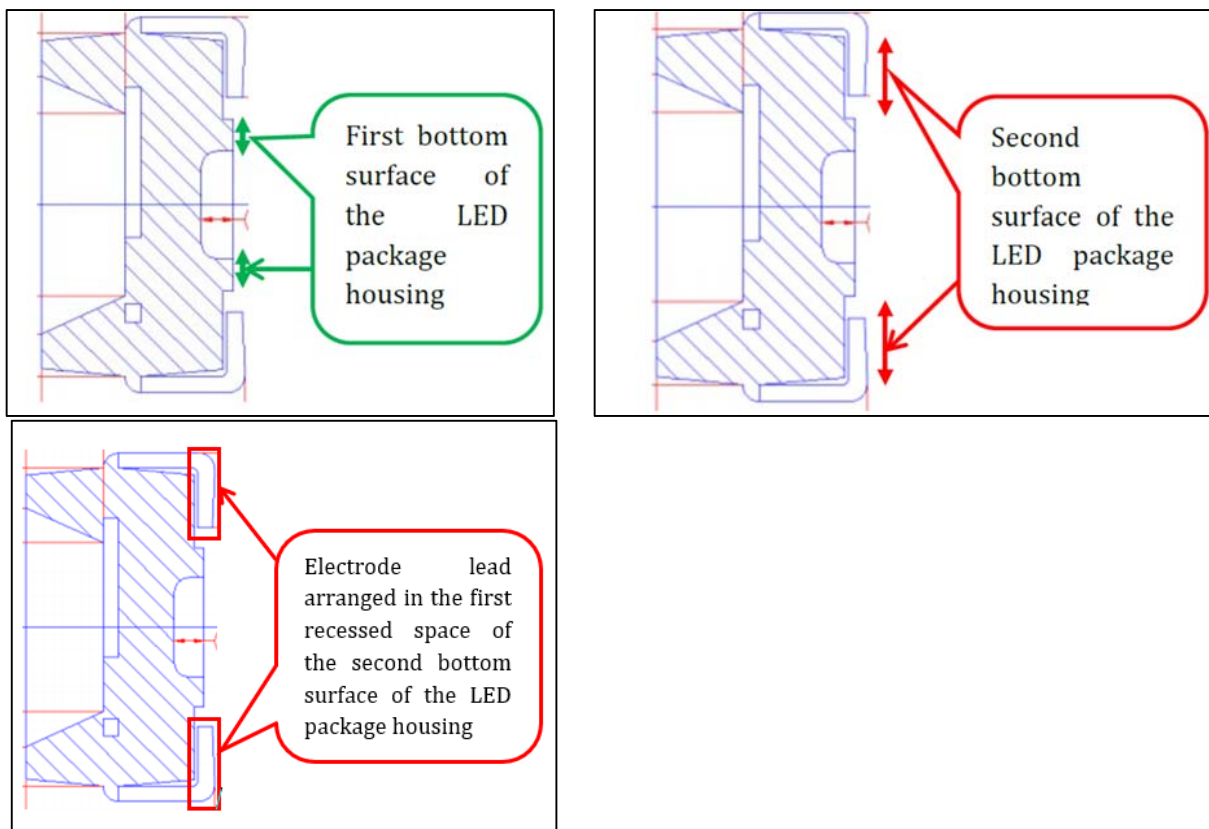 First bottom
surface of
the LED
package
housing
Second
bottom
surface of the
LED package
housing
Electrode lead
arranged in the first
recessed space of
the second bottom
surface of the LED
package housing